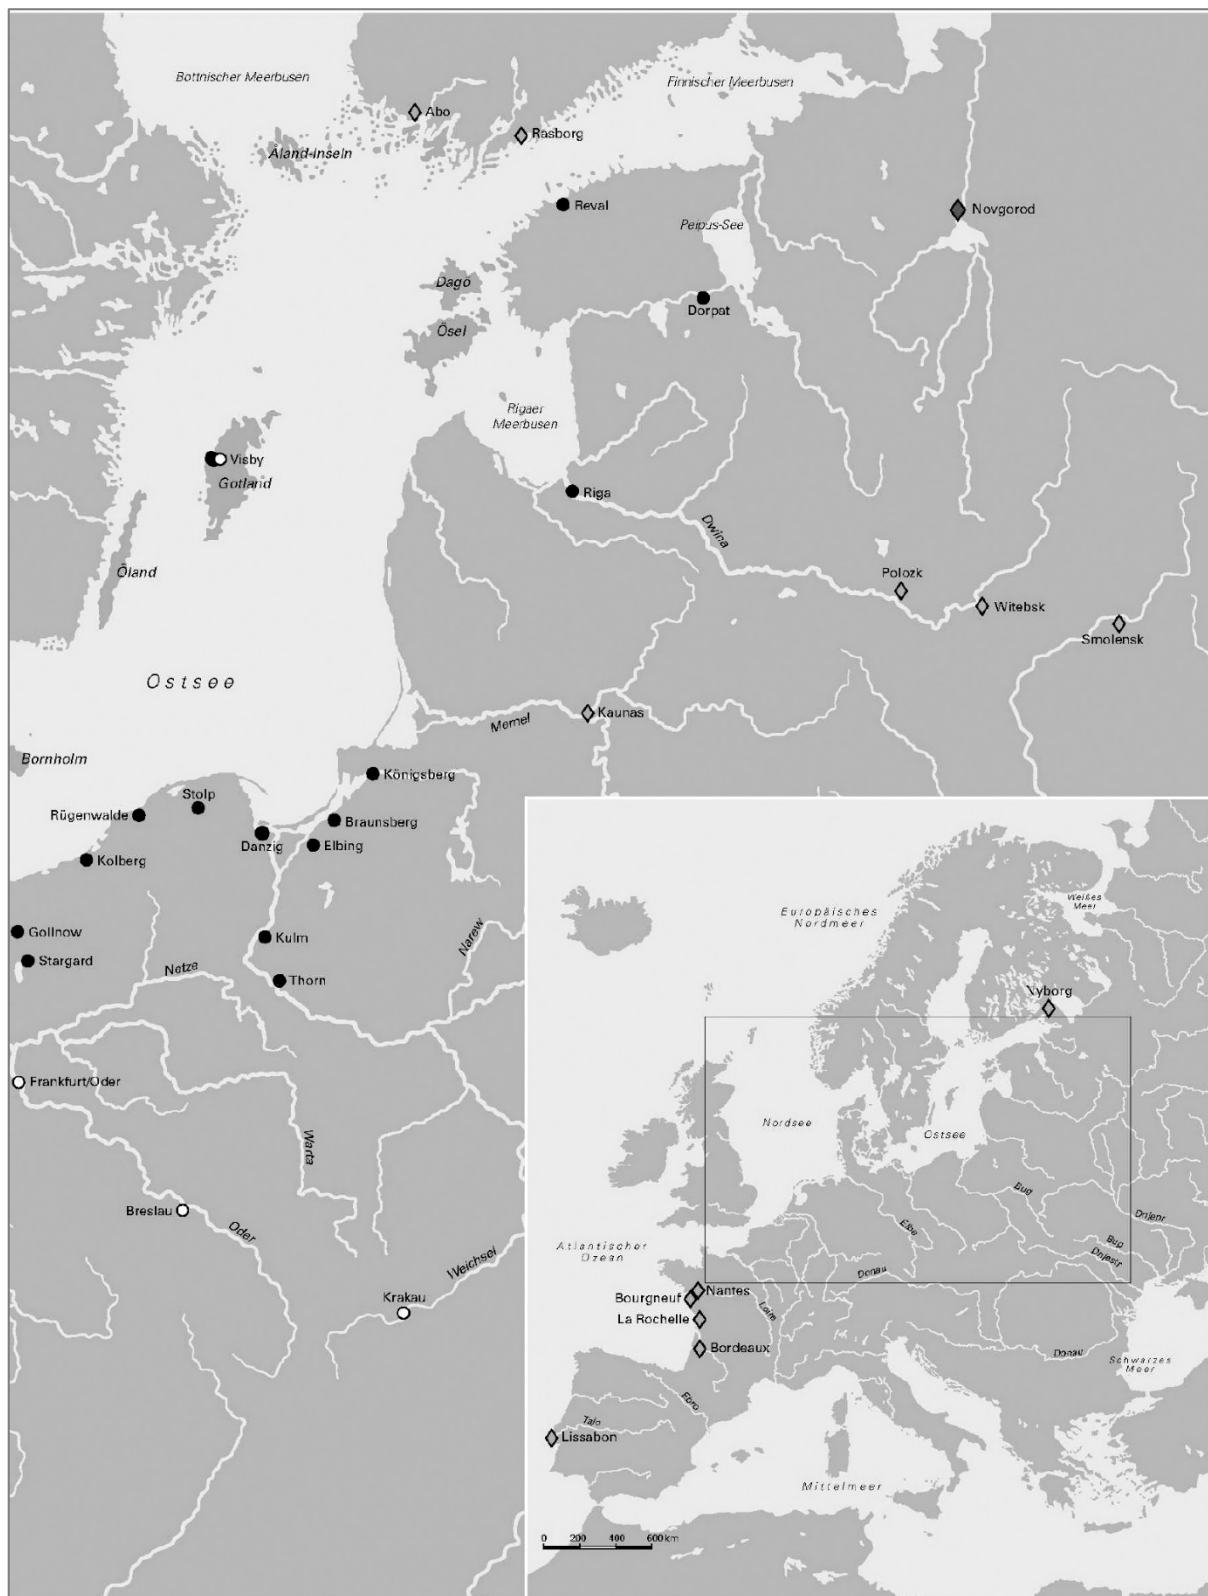 Bottnischer Meerbusen
Finnischer Meerbusen
Abo
Rasborg
Åland-Inseln
Reval
Novgorod
Peipus-See
Dagö
Dorpat
Ösel
Rigaer
Meerbusen
Visby
Gotland
Riga
Dwina
Öland
Polozk
Witebsk
Smolensk
Ostsee
Kaunas
Memel
Bornholm
Königsberg
Stolp
Rügenwalde
Braunsberg
Danzig
Elbing
Kolberg
Gollnow
Kulm
Narew
Stargard
Netze
Thorn
Frankfurt/Oder
Warta
Breslau
Oder
Weichsel
Krakau
Weißes
Meer
Europäisches
Nordmeer
Nyborg
Nordsee
Ostsee
Bug
Elbe
Dnjepr
Bug
Dnjestr
Atlantischer
Ozean
Donau
Nantes
Bourgneuf
Loire
La Rochelle
Bordeaux
Donau
Schwarzes
Meer
Ebro
Tajo
Lissabon
Mittelmeer
0 200 400 600 km